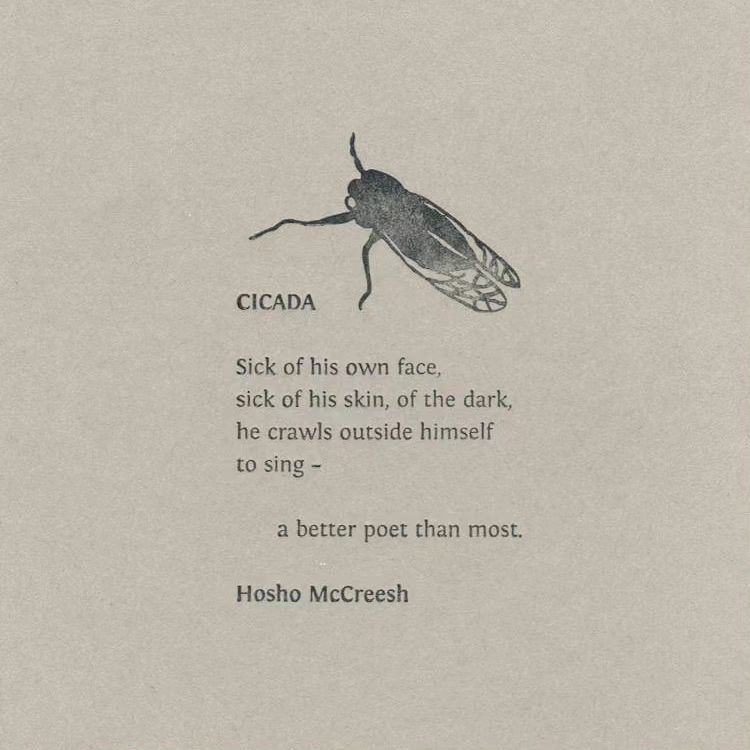 CICADA
Sick of his own face,
sick of his skin, of the dark,
he crawls outside himself
to sing –
a better poet than most.
Hosho McCreesh